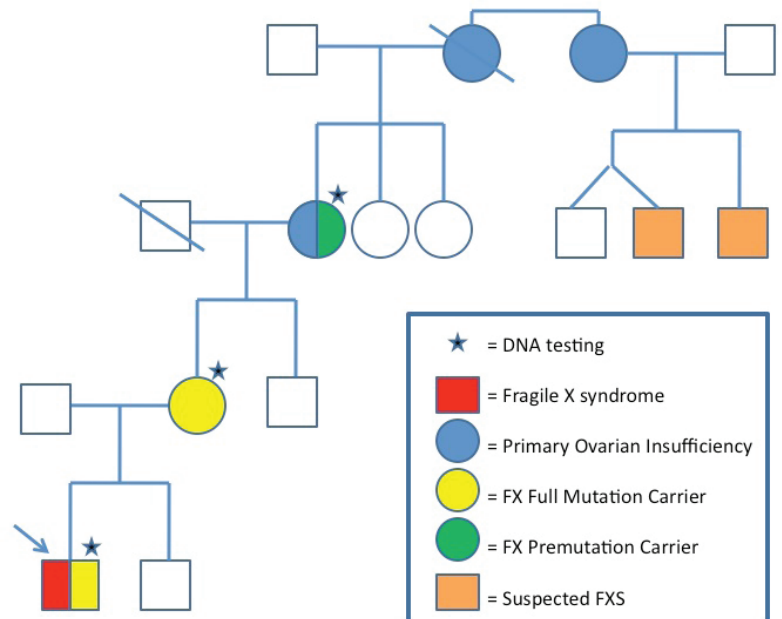 = DNA testing
= Fragile X syndrome
= Primary Ovarian Insufficiency
= FX Full Mutation Carrier
= FX Premutation Carrier
= Suspected FXS